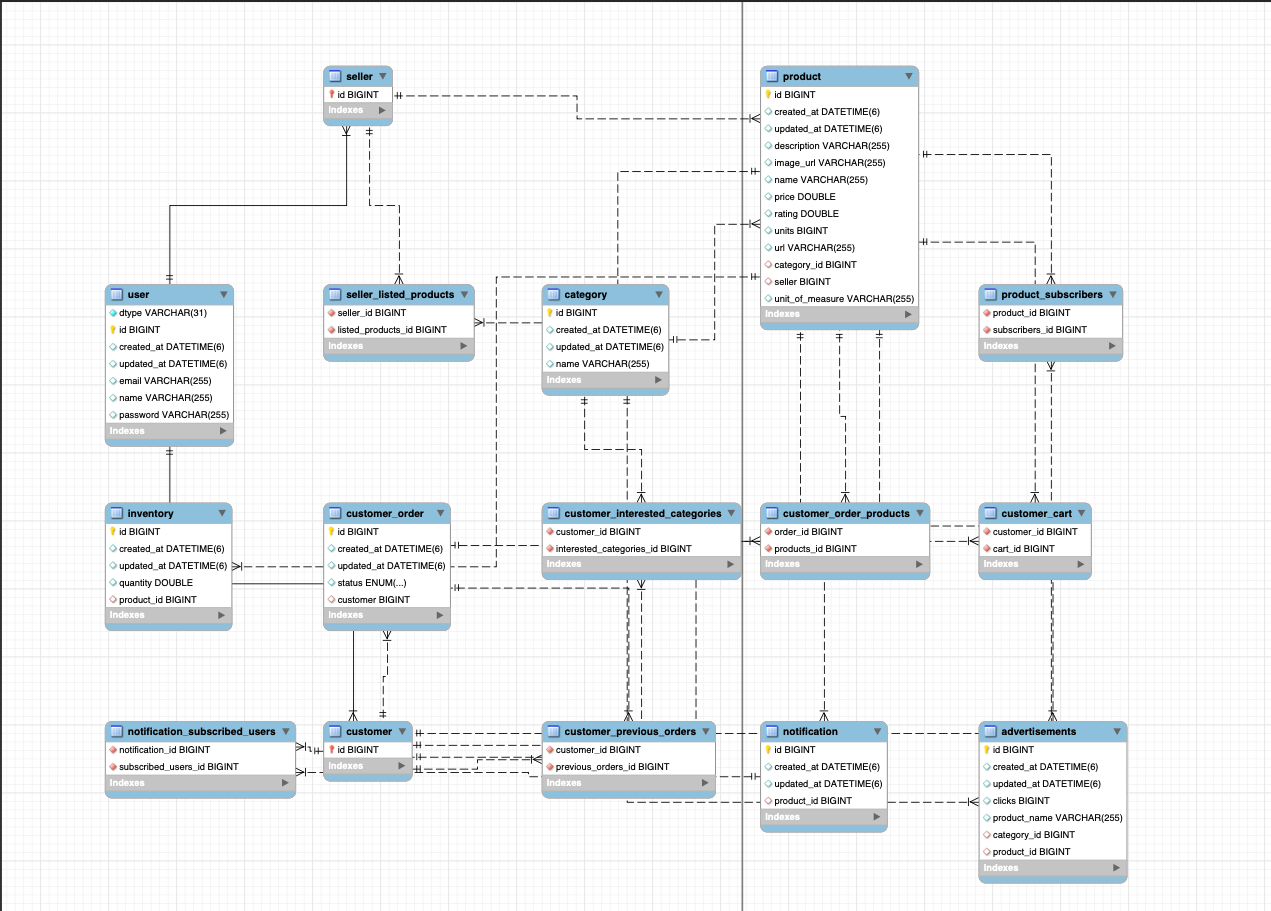 seller
id BIGINT
Indexes
product
id BIGINT
created_at DATETIME(6)
updated_at DATETIME(6)
description VARCHAR(255)
image_url VARCHAR(255)
name VARCHAR(255)
price DOUBLE
rating DOUBLE
units BIGINT
url VARCHAR(255)
category_id BIGINT
seller BIGINT
unit_of_measure VARCHAR(255)
Indexes
user
dtype VARCHAR(31)
id BIGINT
created_at DATETIME(6)
updated_at DATETIME(6)
email VARCHAR(255)
name VARCHAR(255)
password VARCHAR(255)
Indexes
seller_listed_products
seller_id BIGINT
listed_products_id BIGINT
Indexes
category
id BIGINT
created_at DATETIME(6)
updated_at DATETIME(6)
name VARCHAR(255)
Indexes
product_subscribers
product_id BIGINT
subscribers_id BIGINT
Indexes
inventory
id BIGINT
created_at DATETIME(6)
updated_at DATETIME(6)
quantity DOUBLE
product_id BIGINT
Indexes
customer_order
id BIGINT
created_at DATETIME(6)
updated_at DATETIME(6)
status ENUM(...)
customer BIGINT
Indexes
customer_interested_categories
customer_id BIGINT
interested_categories_id BIGINT
Indexes
customer_order_products
order_id BIGINT
products_id BIGINT
Indexes
customer_cart
customer_id BIGINT
cart_id BIGINT
Indexes
notification_subscribed_users
notification_id BIGINT
subscribed_users_id BIGINT
Indexes
customer
id BIGINT
Indexes
customer_previous_orders
customer_id BIGINT
previous_orders_id BIGINT
Indexes
notification
id BIGINT
created_at DATETIME(6)
updated_at DATETIME(6)
product_id BIGINT
Indexes
advertisements
id BIGINT
created_at DATETIME(6)
updated_at DATETIME(6)
clicks BIGINT
product_name VARCHAR(255)
category_id BIGINT
product_id BIGINT
Indexes